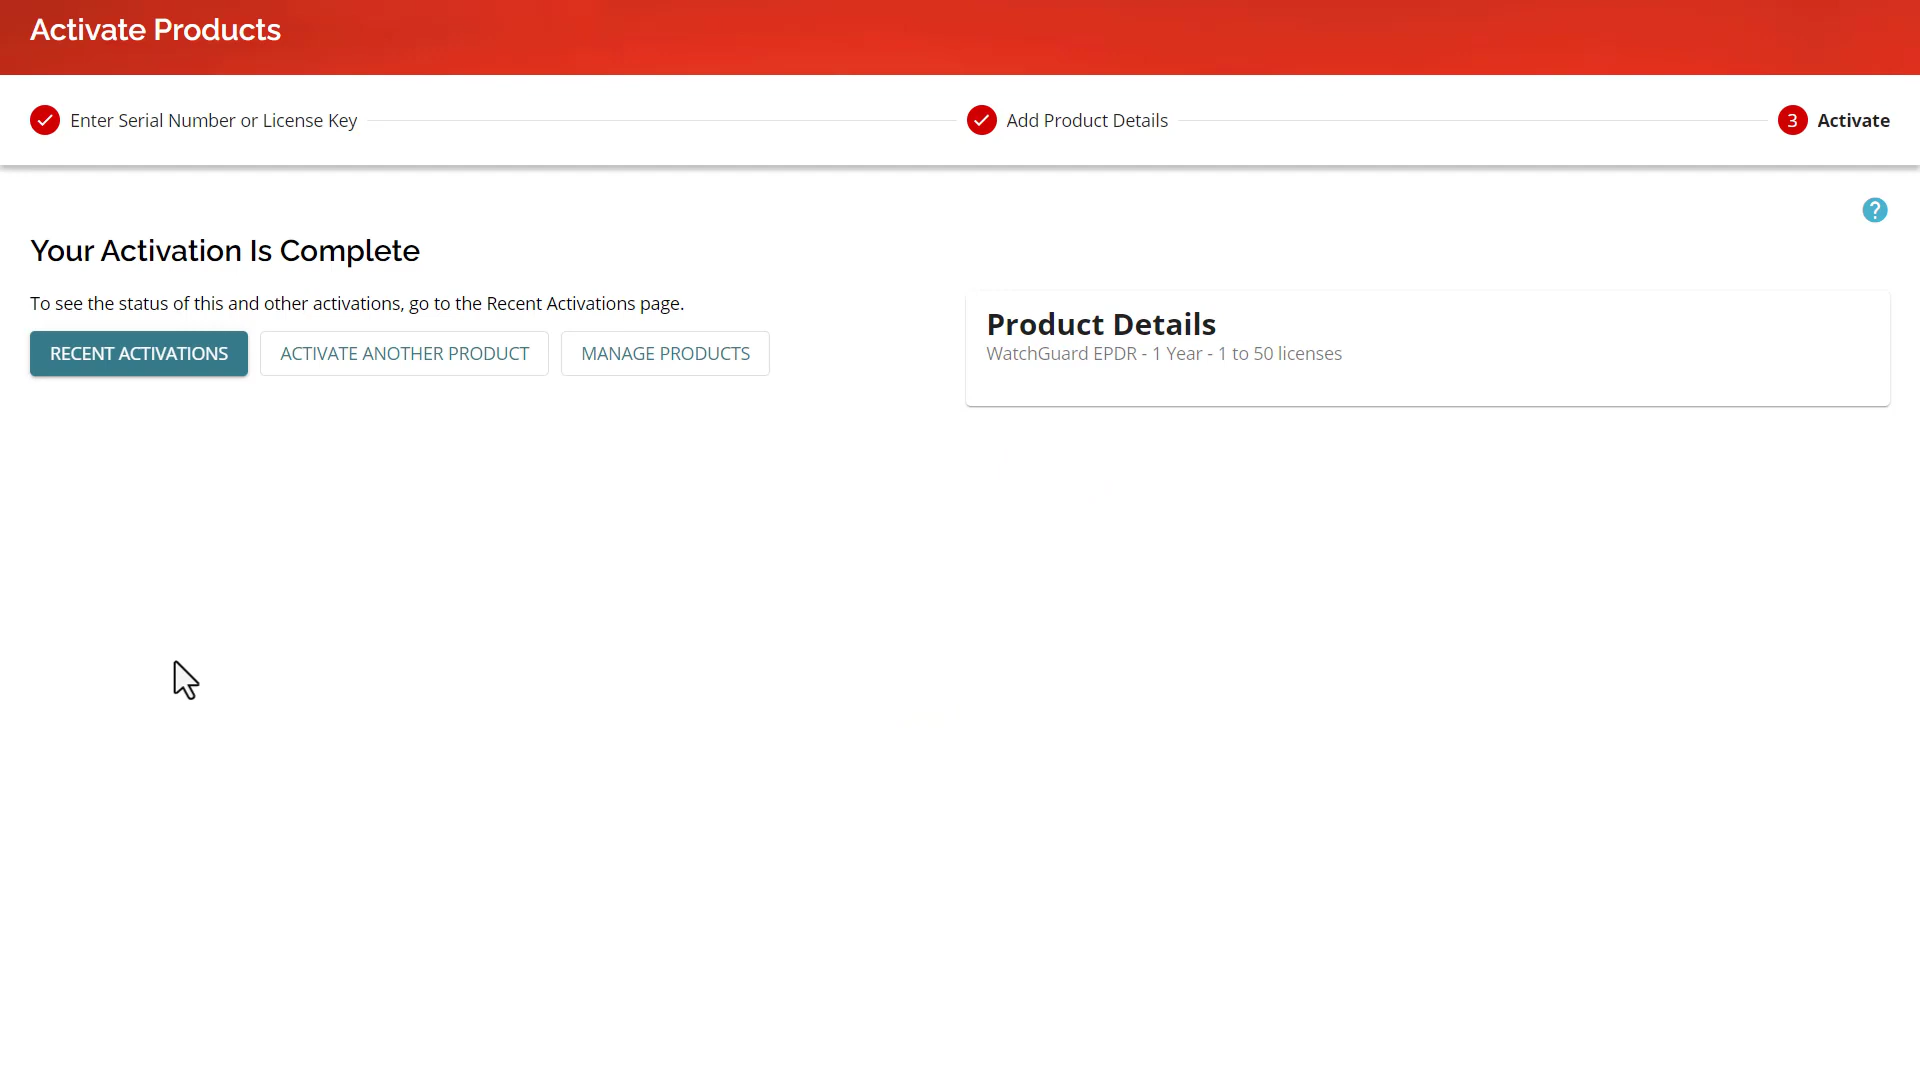 Activate Products
Enter Serial Number or License Key
Add Product Details
3 Activate
?
Your Activation Is Complete
To see the status of this and other activations, go to the Recent Activations page.
RECENT ACTIVATIONS
ACTIVATE ANOTHER PRODUCT
MANAGE PRODUCTS
Product Details
WatchGuard EPDR - 1 Year - 1 to 50 licenses